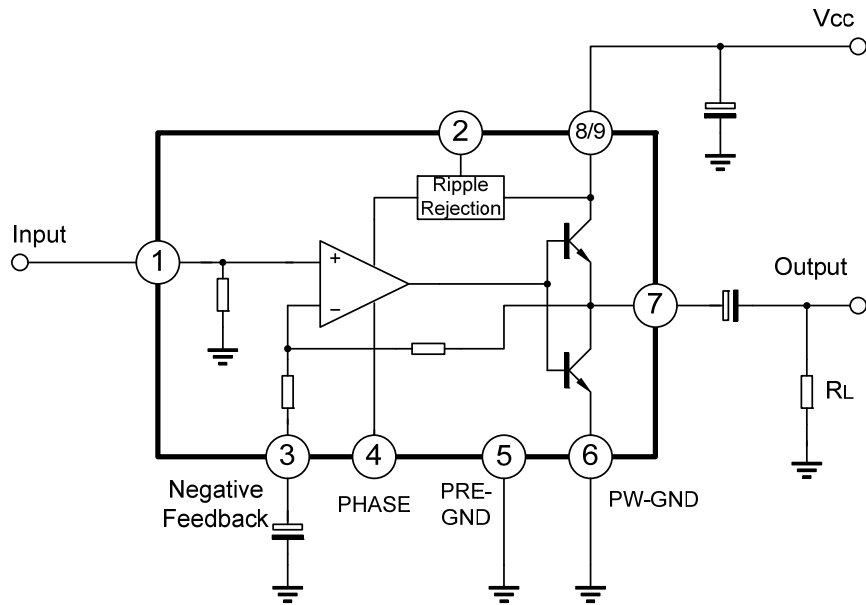 Vcc
2
8/9
Ripple
Rejection
Input
1
+
−
7
Output
RL
3
4
5
6
Negative
Feedback
PHASE
PRE-
GND
PW-GND